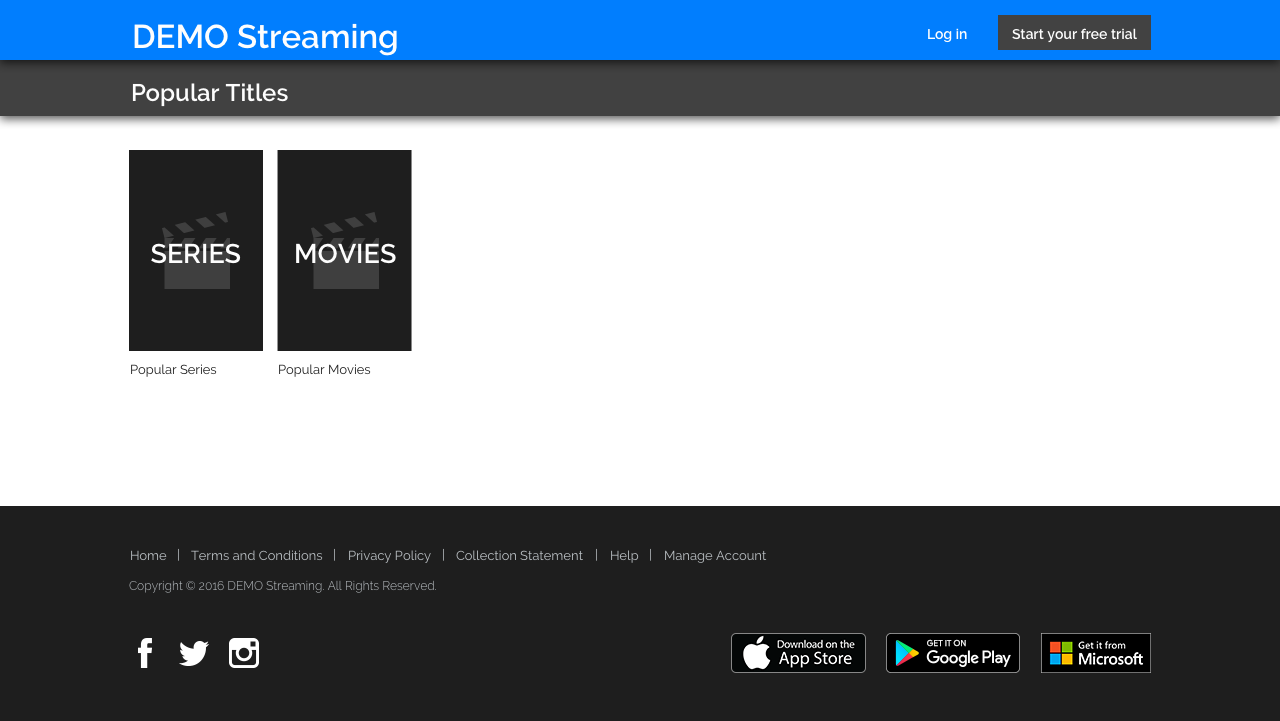 DEMO Streaming
Log in
Start your free trial
Popular Titles
SERIES
MOVIES
Popular Series
Popular Movies
Home | Terms and Conditions | Privacy Policy | Collection Statement | Help | Manage Account
Copyright © 2016 DEMO Streaming. All Rights Reserved.
Download on the
App Store
GET IT ON
Google Play
Get it from
Microsoft